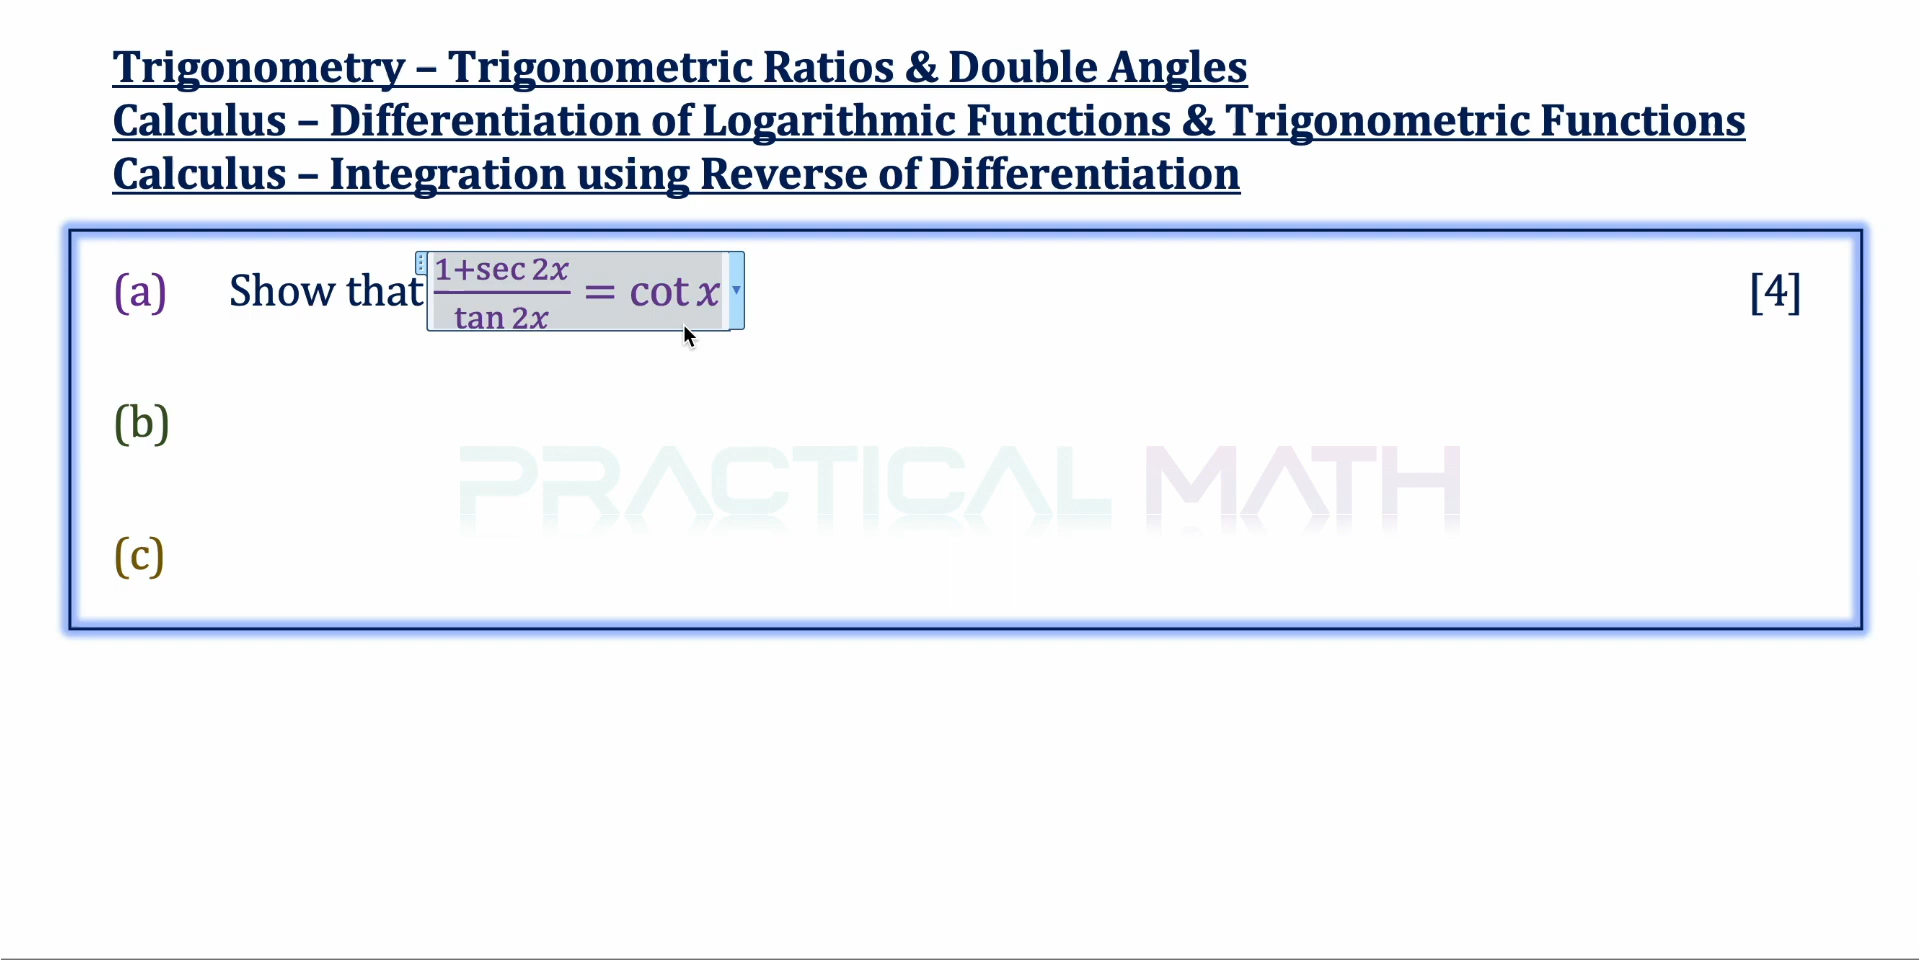 Trigonometry – Trigonometric Ratios & Double Angles
Calculus – Differentiation of Logarithmic Functions & Trigonometric Functions
Calculus – Integration using Reverse of Differentiation
(a) Show that (1+sec 2x)/(tan 2x) = cot x [4]
(b)
PRACTICAL MATH
(c)